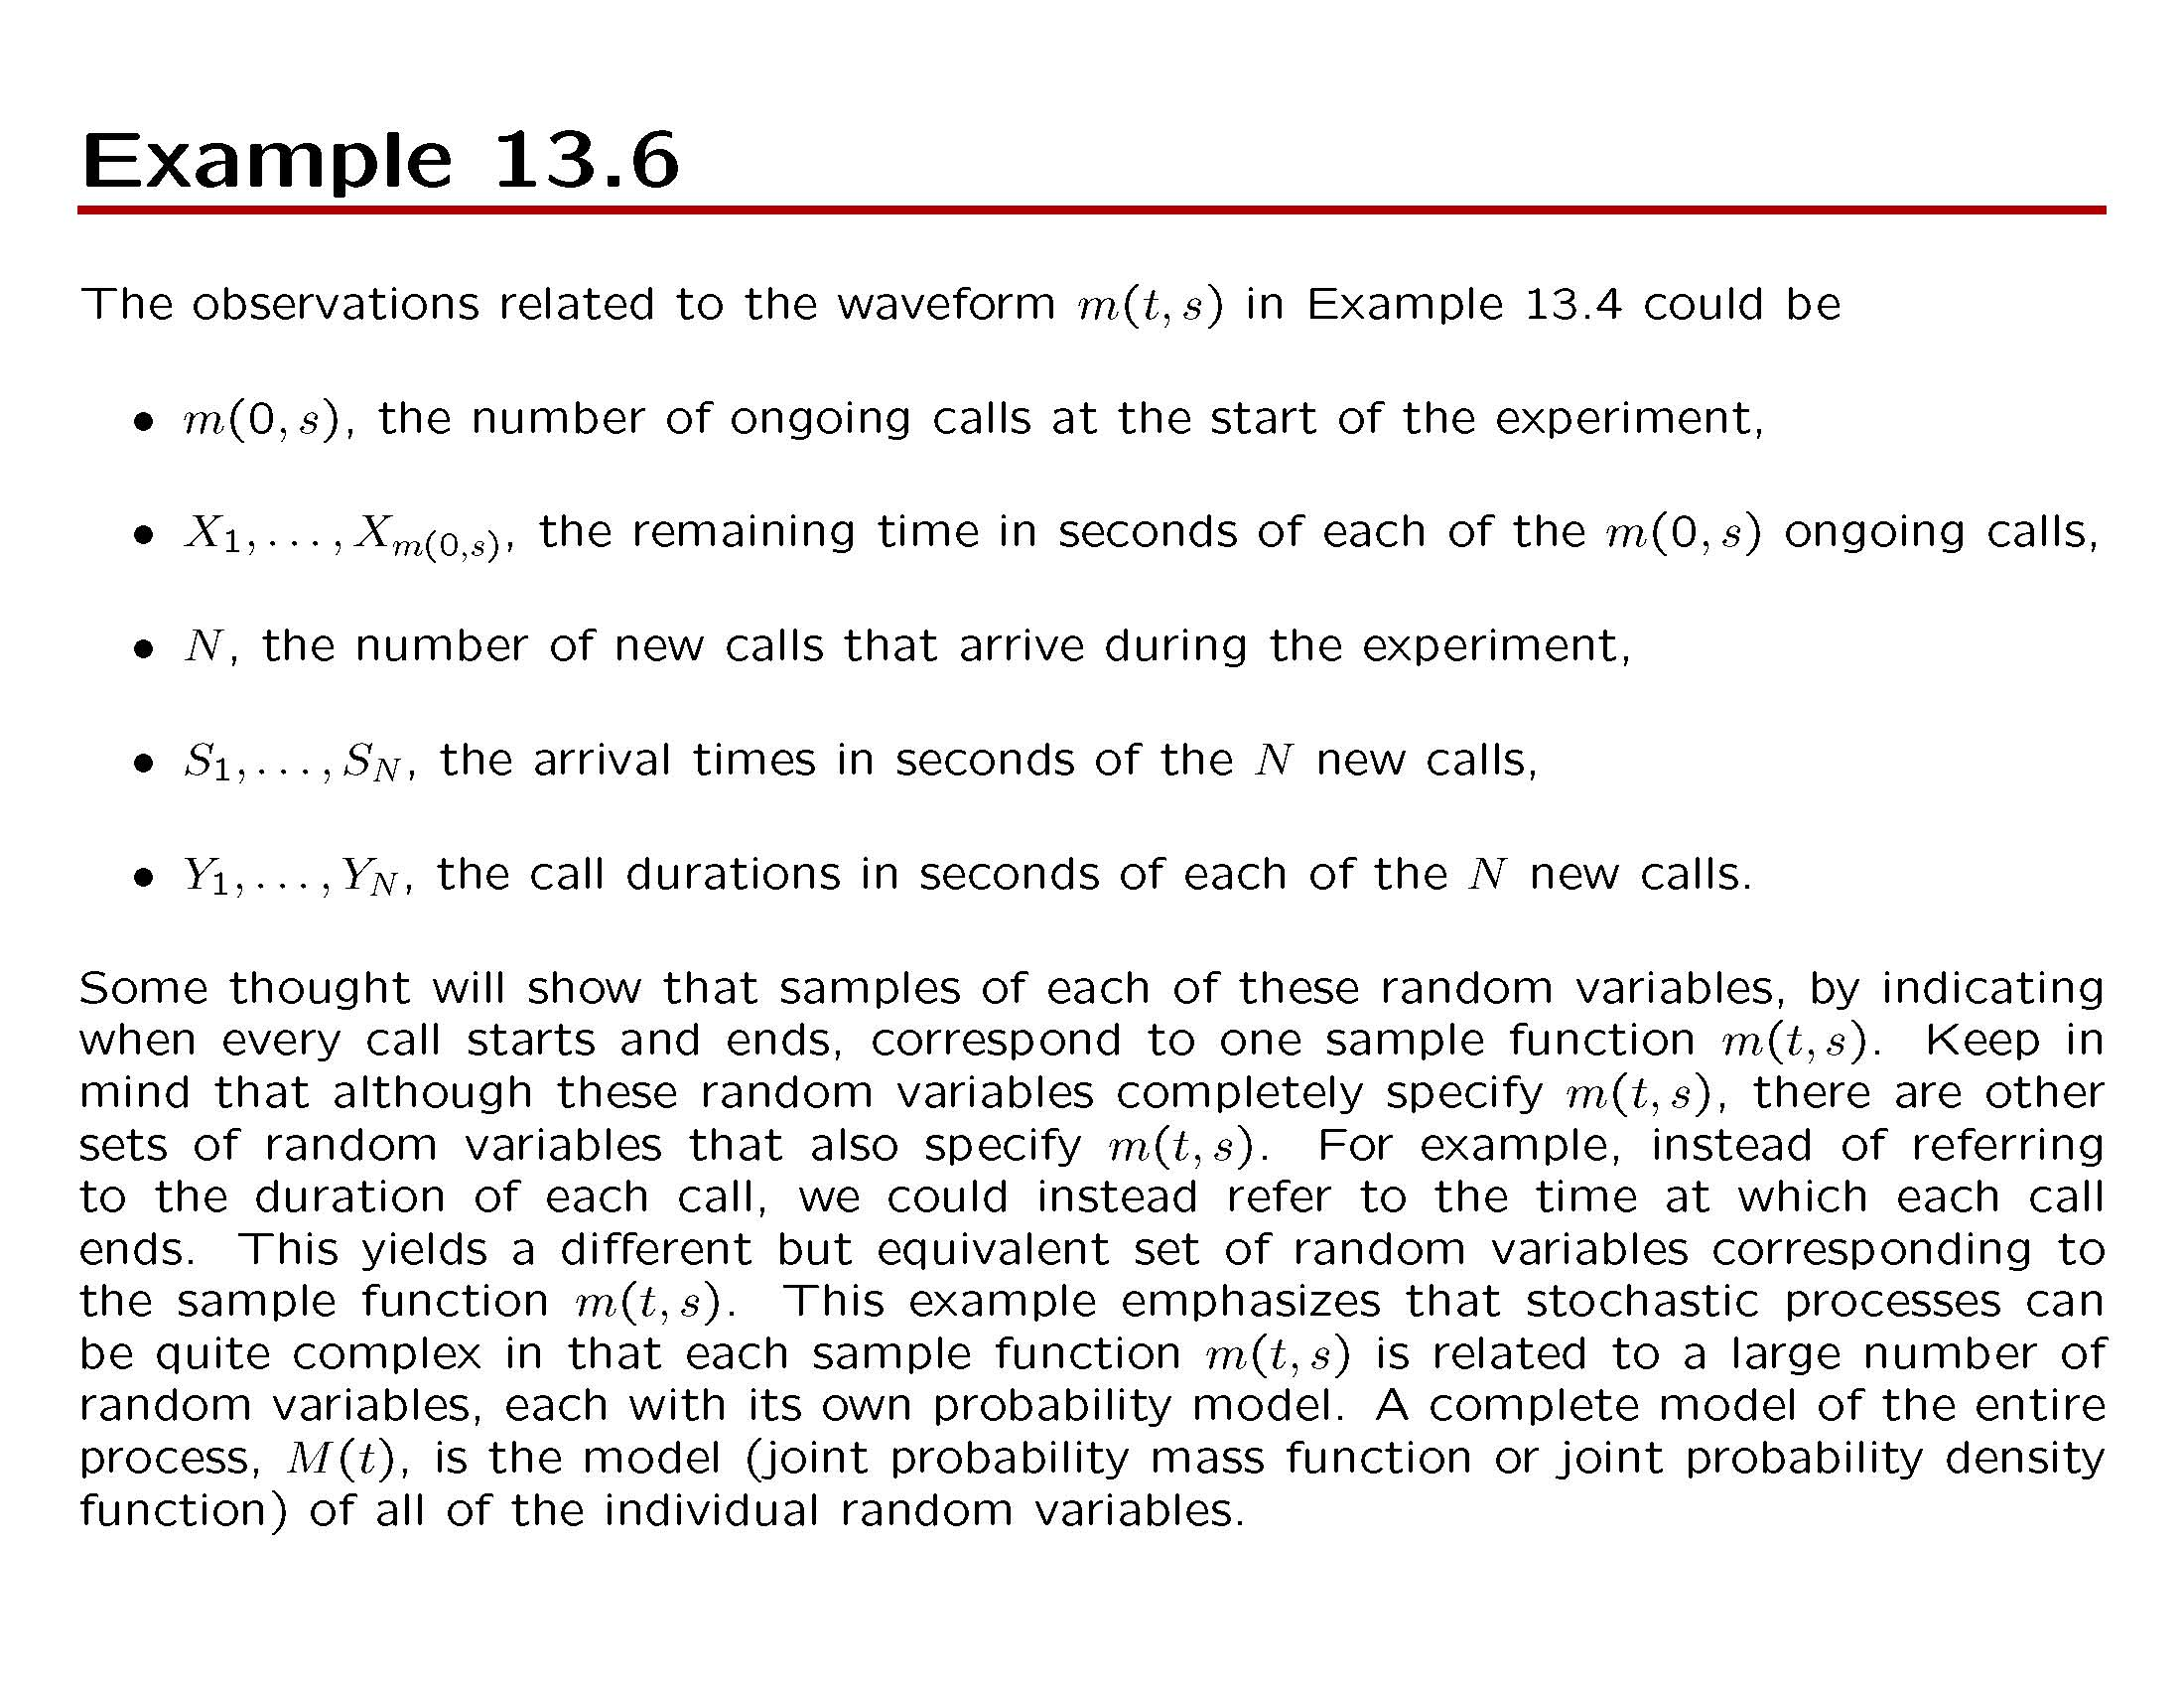 Example 13.6
The observations related to the waveform m(t, s) in Example 13.4 could be
• m(0, s), the number of ongoing calls at the start of the experiment,
• X₁, . . . , Xₘ₍₀,ₛ₎, the remaining time in seconds of each of the m(0, s) ongoing calls,
• N, the number of new calls that arrive during the experiment,
• S₁, . . . , S_N, the arrival times in seconds of the N new calls,
• Y₁, . . . , Y_N, the call durations in seconds of each of the N new calls.
Some thought will show that samples of each of these random variables, by indicating
when every call starts and ends, correspond to one sample function m(t, s). Keep in
mind that although these random variables completely specify m(t, s), there are other
sets of random variables that also specify m(t, s). For example, instead of referring
to the duration of each call, we could instead refer to the time at which each call
ends. This yields a different but equivalent set of random variables corresponding to
the sample function m(t, s). This example emphasizes that stochastic processes can
be quite complex in that each sample function m(t, s) is related to a large number of
random variables, each with its own probability model. A complete model of the entire
process, M(t), is the model (joint probability mass function or joint probability density
function) of all of the individual random variables.